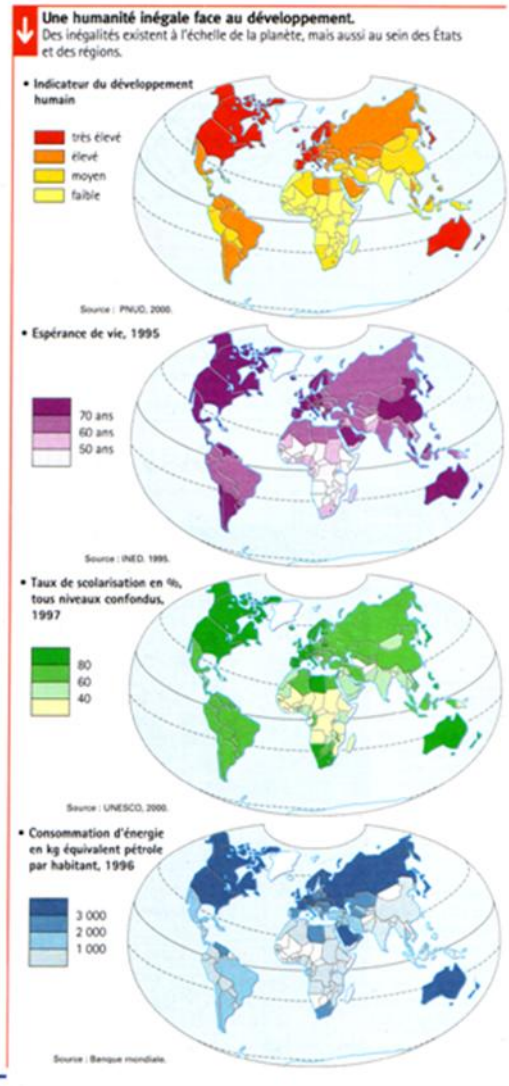 Une humanité inégale face au développement.
Des inégalités existent à l'échelle de la planète, mais aussi au sein des États
et des régions.
• Indicateur du développement
humain
très élevé
élevé
moyen
faible
Source : PNUD, 2000.
• Espérance de vie, 1995
70 ans
60 ans
50 ans
Source : INED, 1995.
• Taux de scolarisation en %,
tous niveaux confondus,
1997
80
60
40
Source : UNESCO, 2000.
• Consommation d'énergie
en kg équivalent pétrole
par habitant, 1996
3 000
2 000
1 000
Source : Banque mondiale.